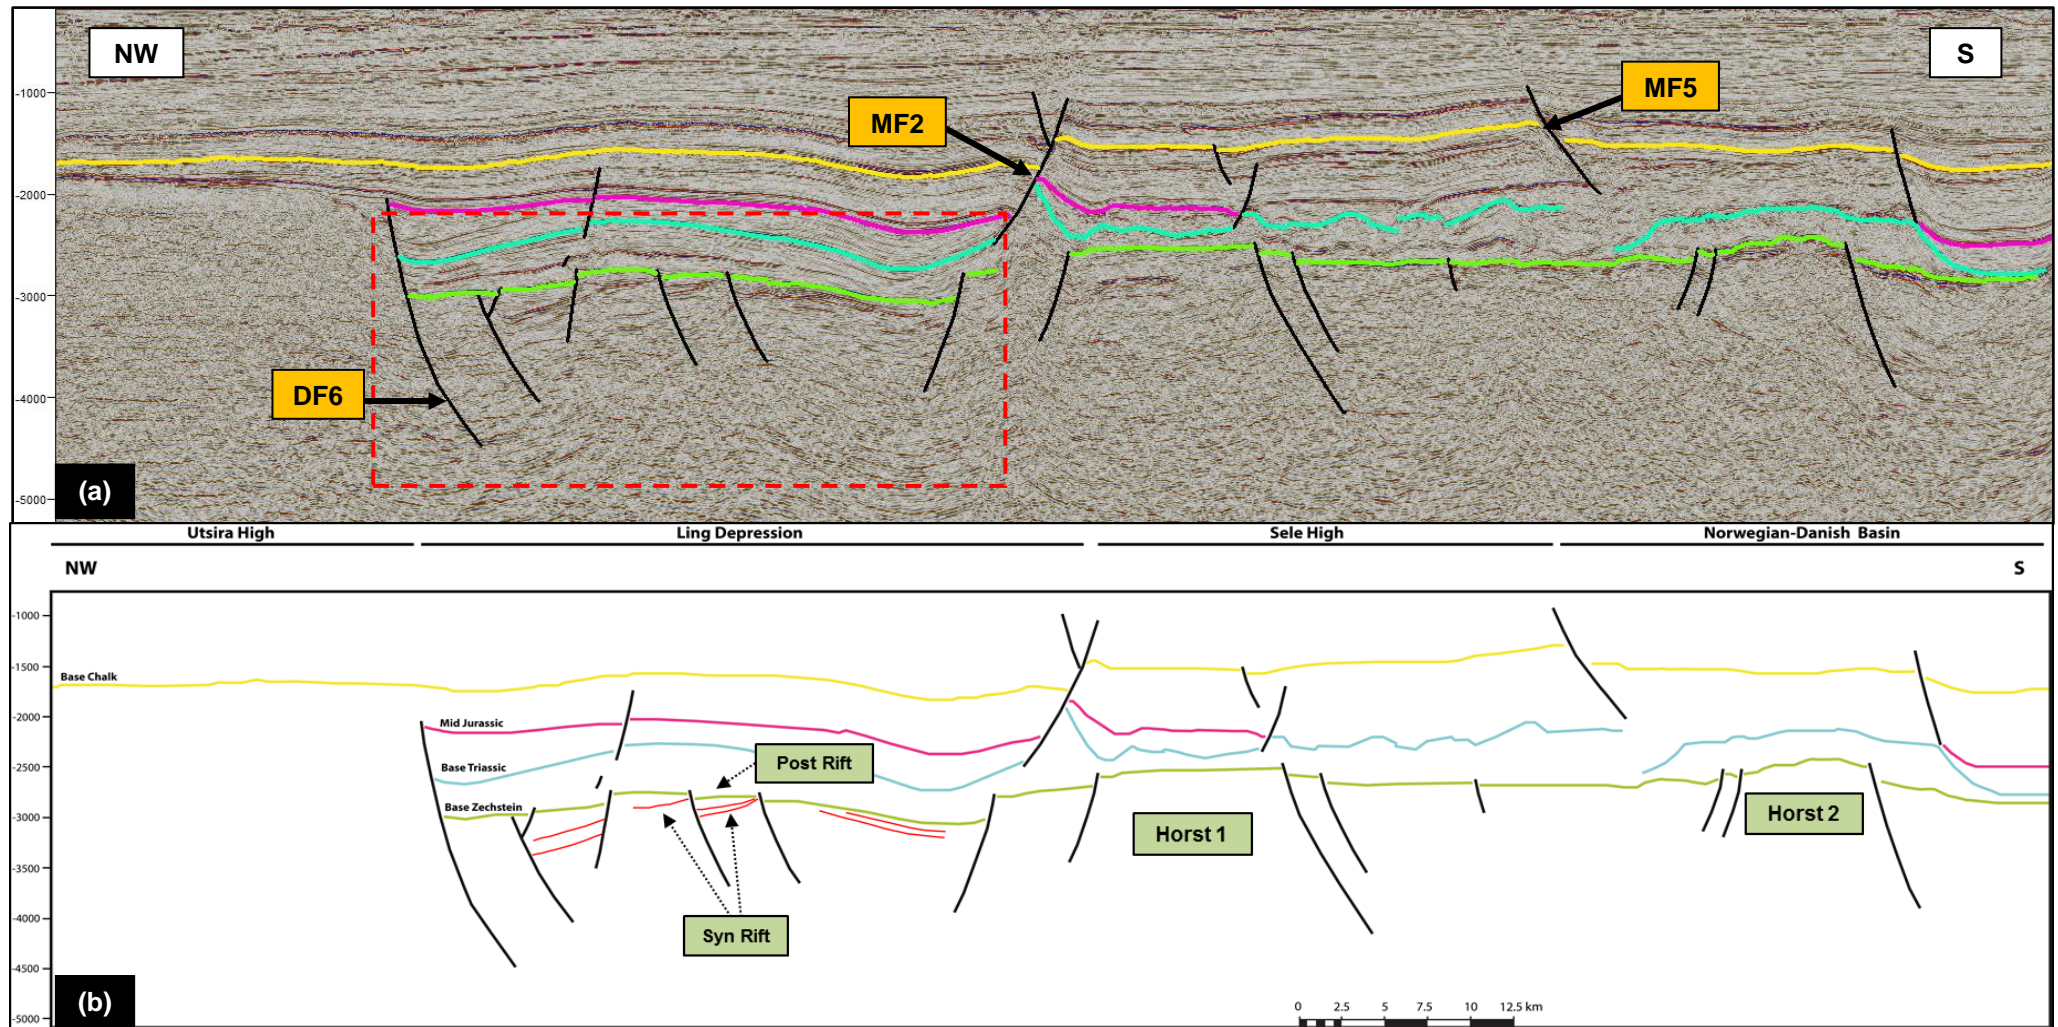 NW
S
MF5
MF2
-1000
-2000
-3000
DF6
-4000
(a)
-5000
Utsira High
Ling Depression
Sele High
Norwegian-Danish Basin
NW
S
-1000
-1500
Base Chalk
-2000
Mid Jurassic
-2500
Base Triassic
Post Rift
-3000
Base Zechstein
Horst 1
Horst 2
-3500
-4000
Syn Rift
-4500
(b)
-5000
0 2.5 5 7.5 10 12.5 km